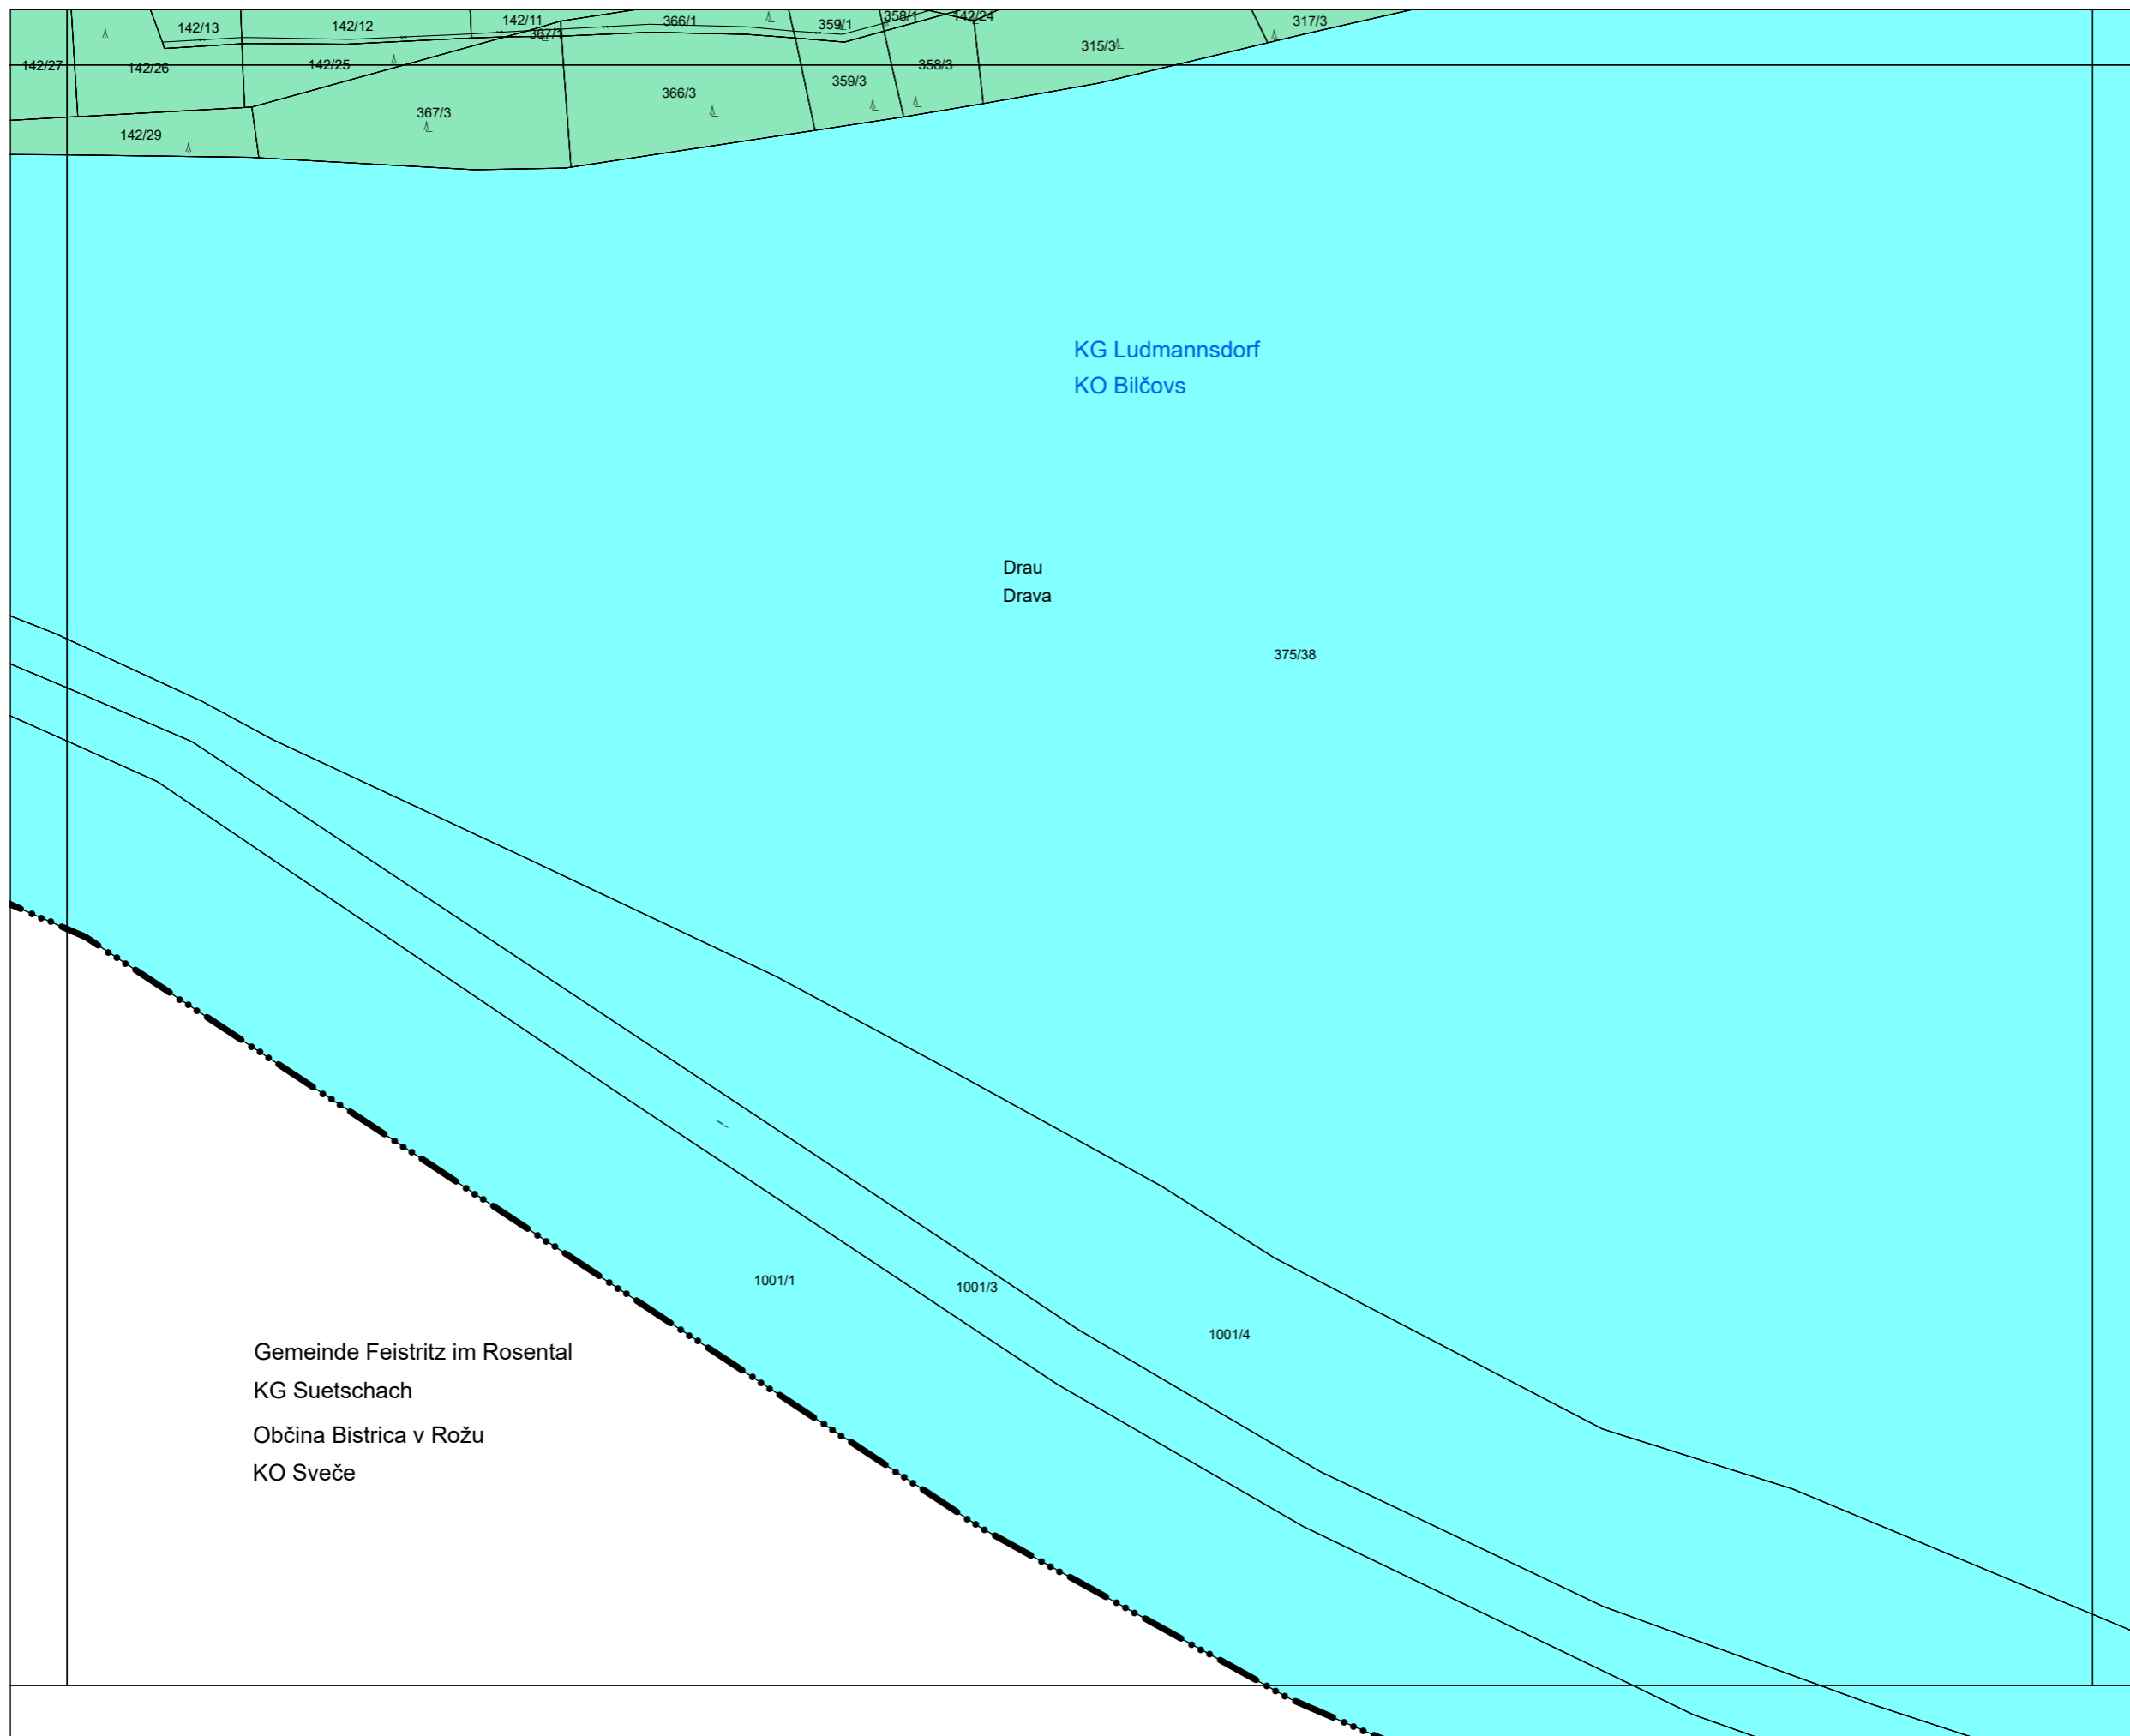 142/13
142/12
142/11
366/1
359/1
358/1
142/24
317/3
367/1
315/3
142/27
142/26
142/25
358/3
359/3
366/3
367/3
142/29
KG Ludmannsdorf
KO Bilčovs
Drau
Drava
375/38
1001/1
1001/3
1001/4
Gemeinde Feistritz im Rosental
KG Suetschach
Občina Bistrica v Rožu
KO Sveče